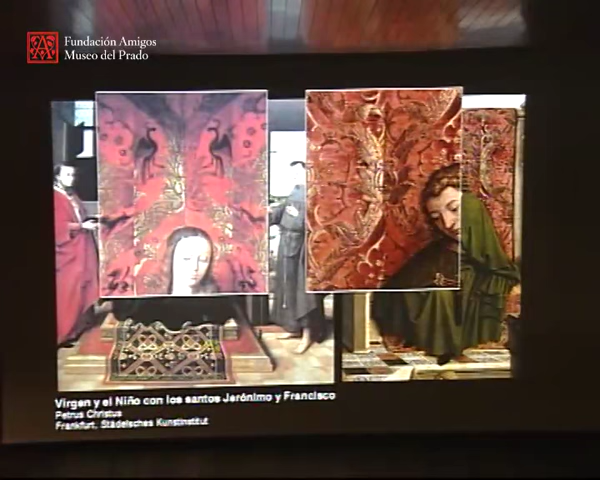 Fundación Amigos
Museo del Prado
Virgen y el Niño con los santos Jerónimo y Francisco
Petrus Christus
Frankfurt, Städelsches Kunstinstitut